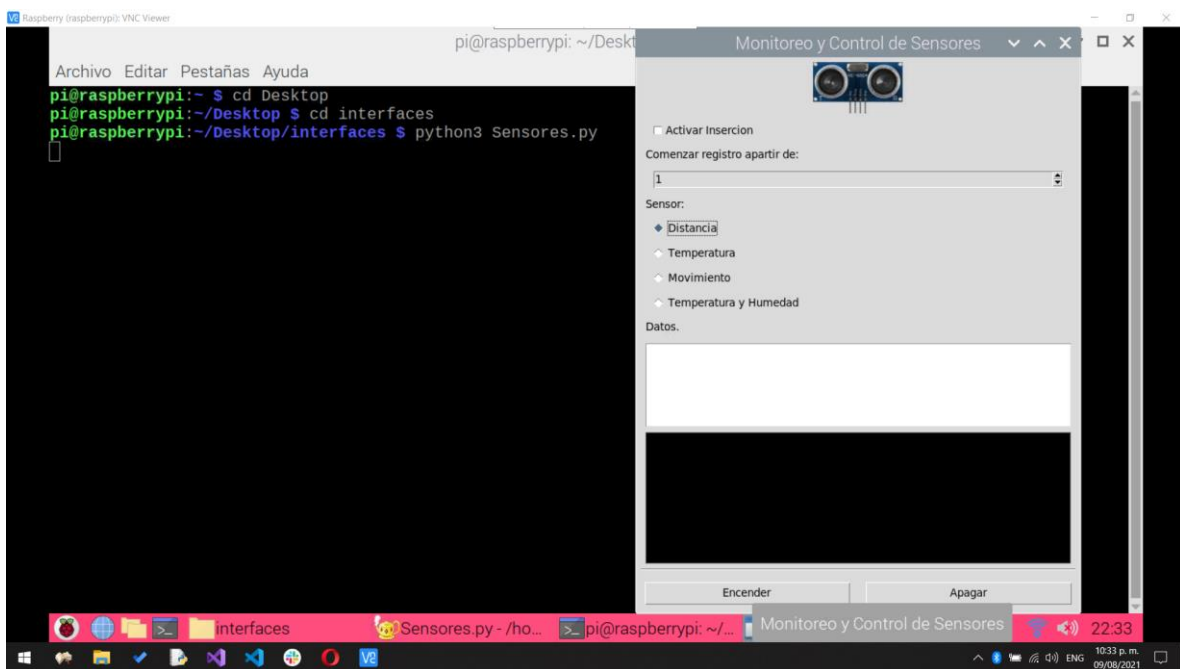 Raspberry (raspberrypi): VNC Viewer
pi@raspberrypi: ~/Deskt
Archivo Editar Pestañas Ayuda
pi@raspberrypi:~ $ cd Desktop
pi@raspberrypi:~/Desktop $ cd interfaces
pi@raspberrypi:~/Desktop/interfaces $ python3 Sensores.py
Monitoreo y Control de Sensores
Activar Insercion
Comenzar registro apartir de:
1
Sensor:
Distancia
Temperatura
Movimiento
Temperatura y Humedad
Datos.
Encender Apagar
Monitoreo y Control de Sensores
interfaces
Sensores.py - /ho...
pi@raspberrypi: ~/...
22:33
ENG
10:33 p. m.
09/08/2021